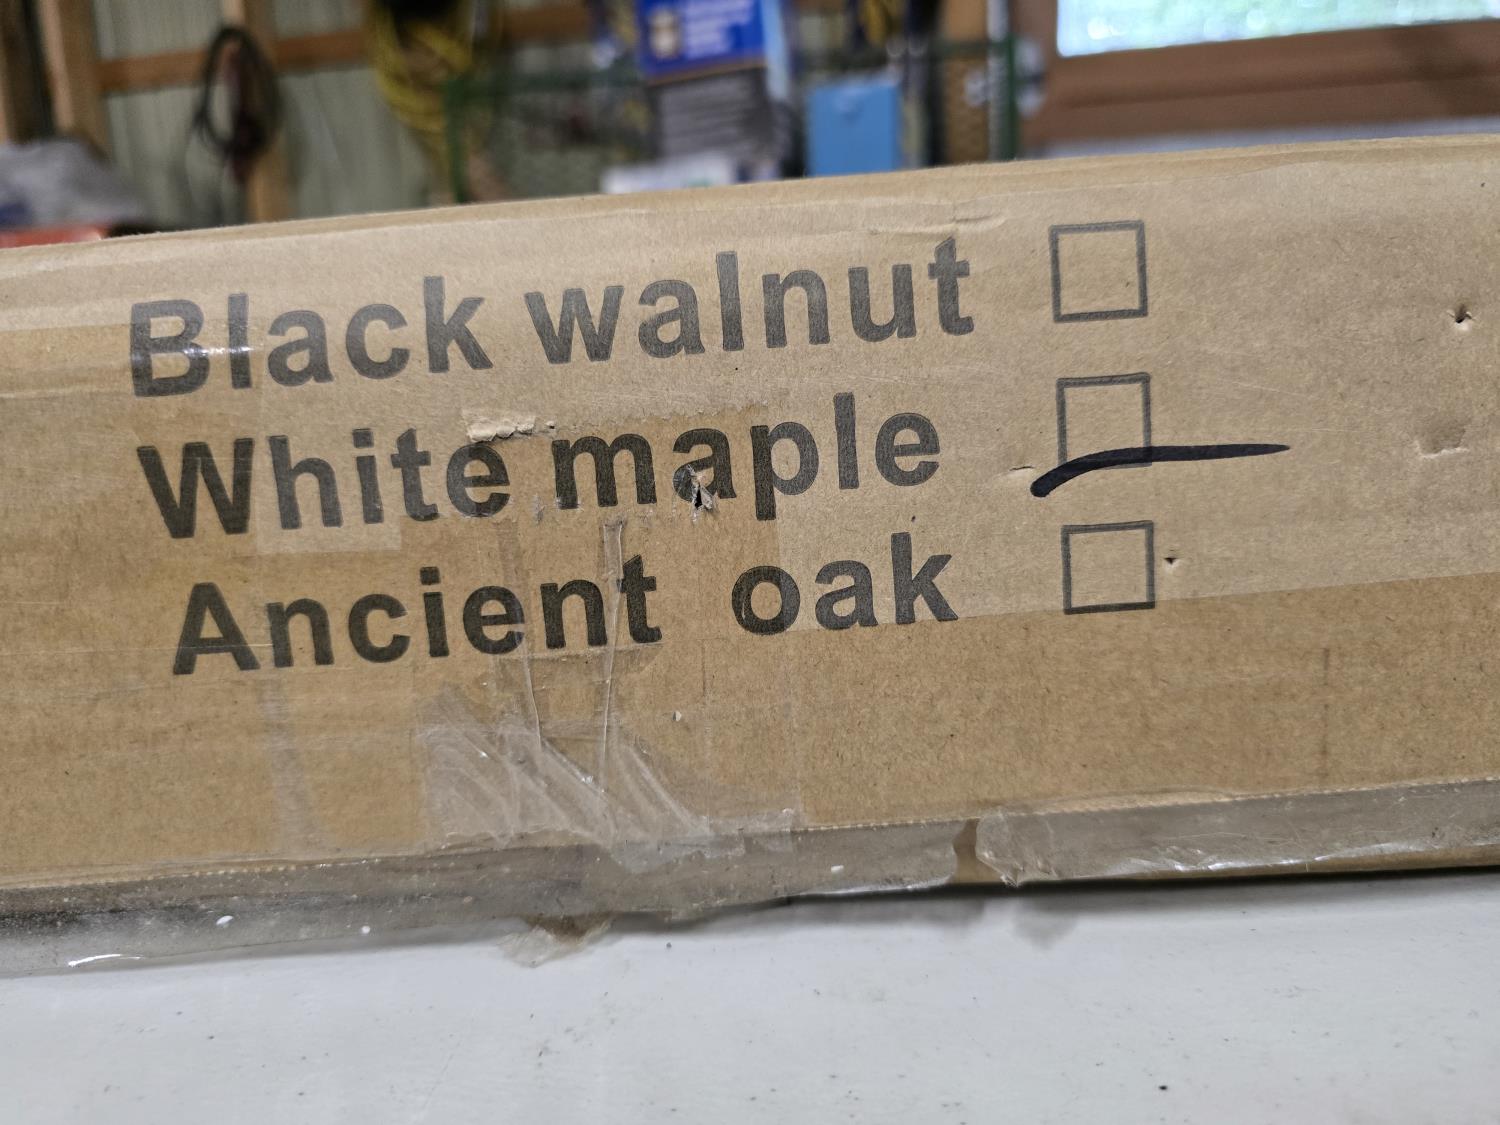 Black walnut ☐
White maple ☐
Ancient oak ☐